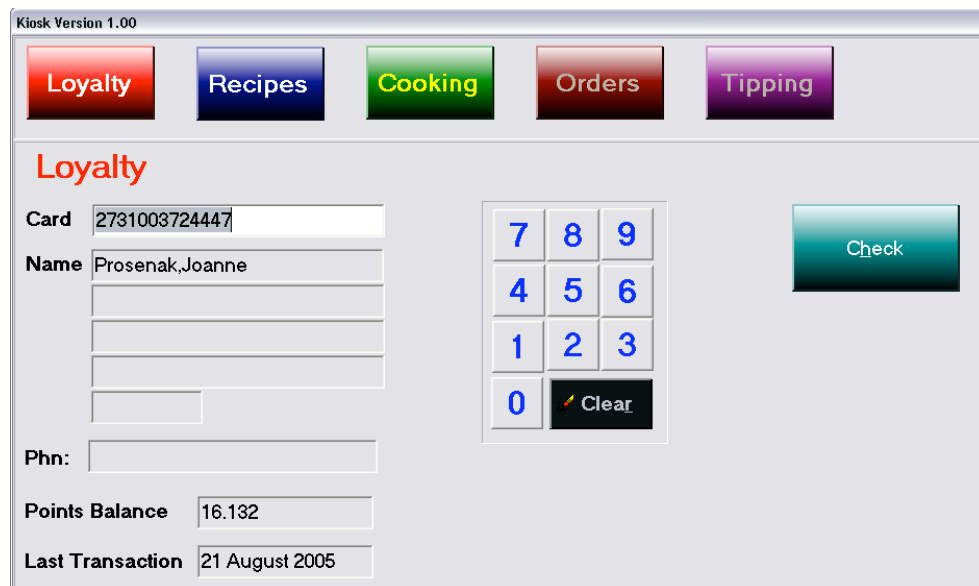 Kiosk Version 1.00
Loyalty Recipes Cooking Orders Tipping
Loyalty
Card 2731003724447
Name Prosenak,Joanne
7 8 9
4 5 6
1 2 3
0 Clear
Check
Phn:
Points Balance 16.132
Last Transaction 21 August 2005